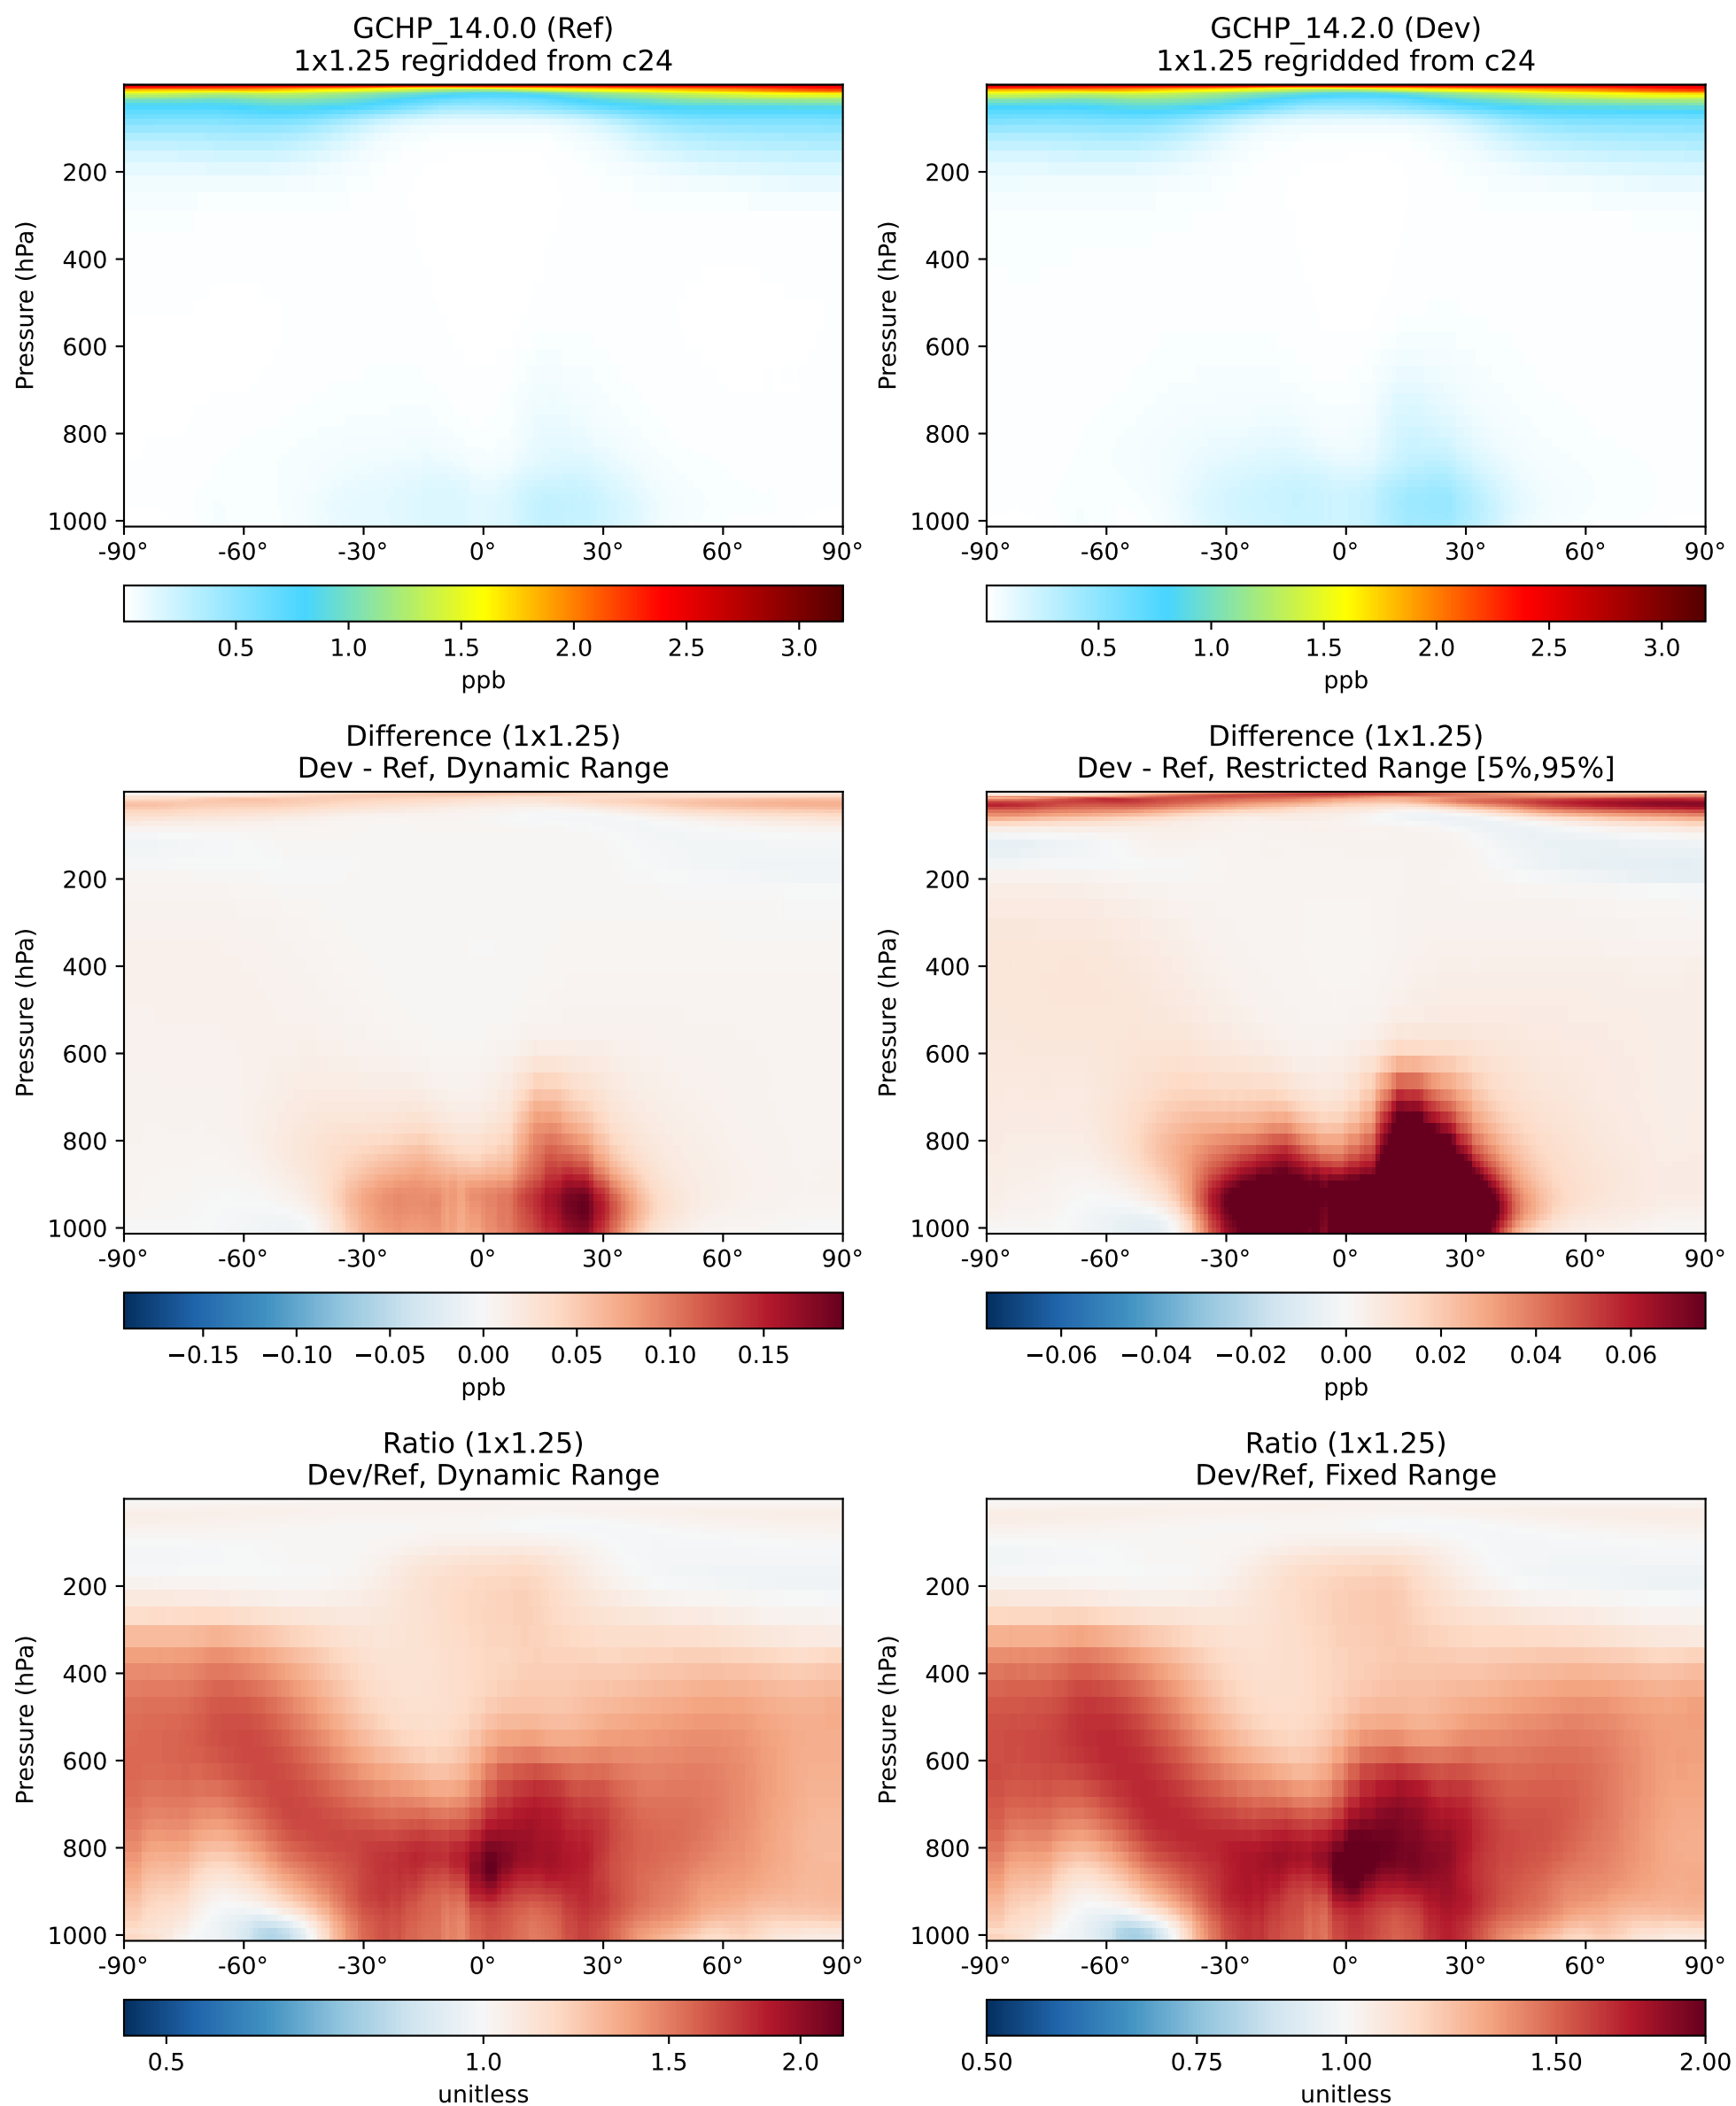 GCHP_14.0.0 (Ref)
1x1.25 regridded from c24
Pressure (hPa)
200
400
600
800
1000
-90° -60° -30° 0° 30° 60° 90°
0.5 1.0 1.5 2.0 2.5 3.0
ppb
GCHP_14.2.0 (Dev)
1x1.25 regridded from c24
Pressure (hPa)
200
400
600
800
1000
-90° -60° -30° 0° 30° 60° 90°
0.5 1.0 1.5 2.0 2.5 3.0
ppb
Difference (1x1.25)
Dev - Ref, Dynamic Range
Pressure (hPa)
200
400
600
800
1000
-90° -60° -30° 0° 30° 60° 90°
−0.15 −0.10 −0.05 0.00 0.05 0.10 0.15
ppb
Difference (1x1.25)
Dev - Ref, Restricted Range [5%,95%]
Pressure (hPa)
200
400
600
800
1000
-90° -60° -30° 0° 30° 60° 90°
−0.06 −0.04 −0.02 0.00 0.02 0.04 0.06
ppb
Ratio (1x1.25)
Dev/Ref, Dynamic Range
Pressure (hPa)
200
400
600
800
1000
-90° -60° -30° 0° 30° 60° 90°
0.5 1.0 1.5 2.0
unitless
Ratio (1x1.25)
Dev/Ref, Fixed Range
Pressure (hPa)
200
400
600
800
1000
-90° -60° -30° 0° 30° 60° 90°
0.50 0.75 1.00 1.50 2.00
unitless